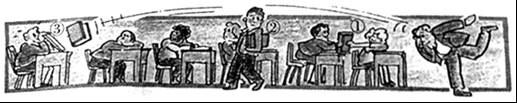 ③ ② ①